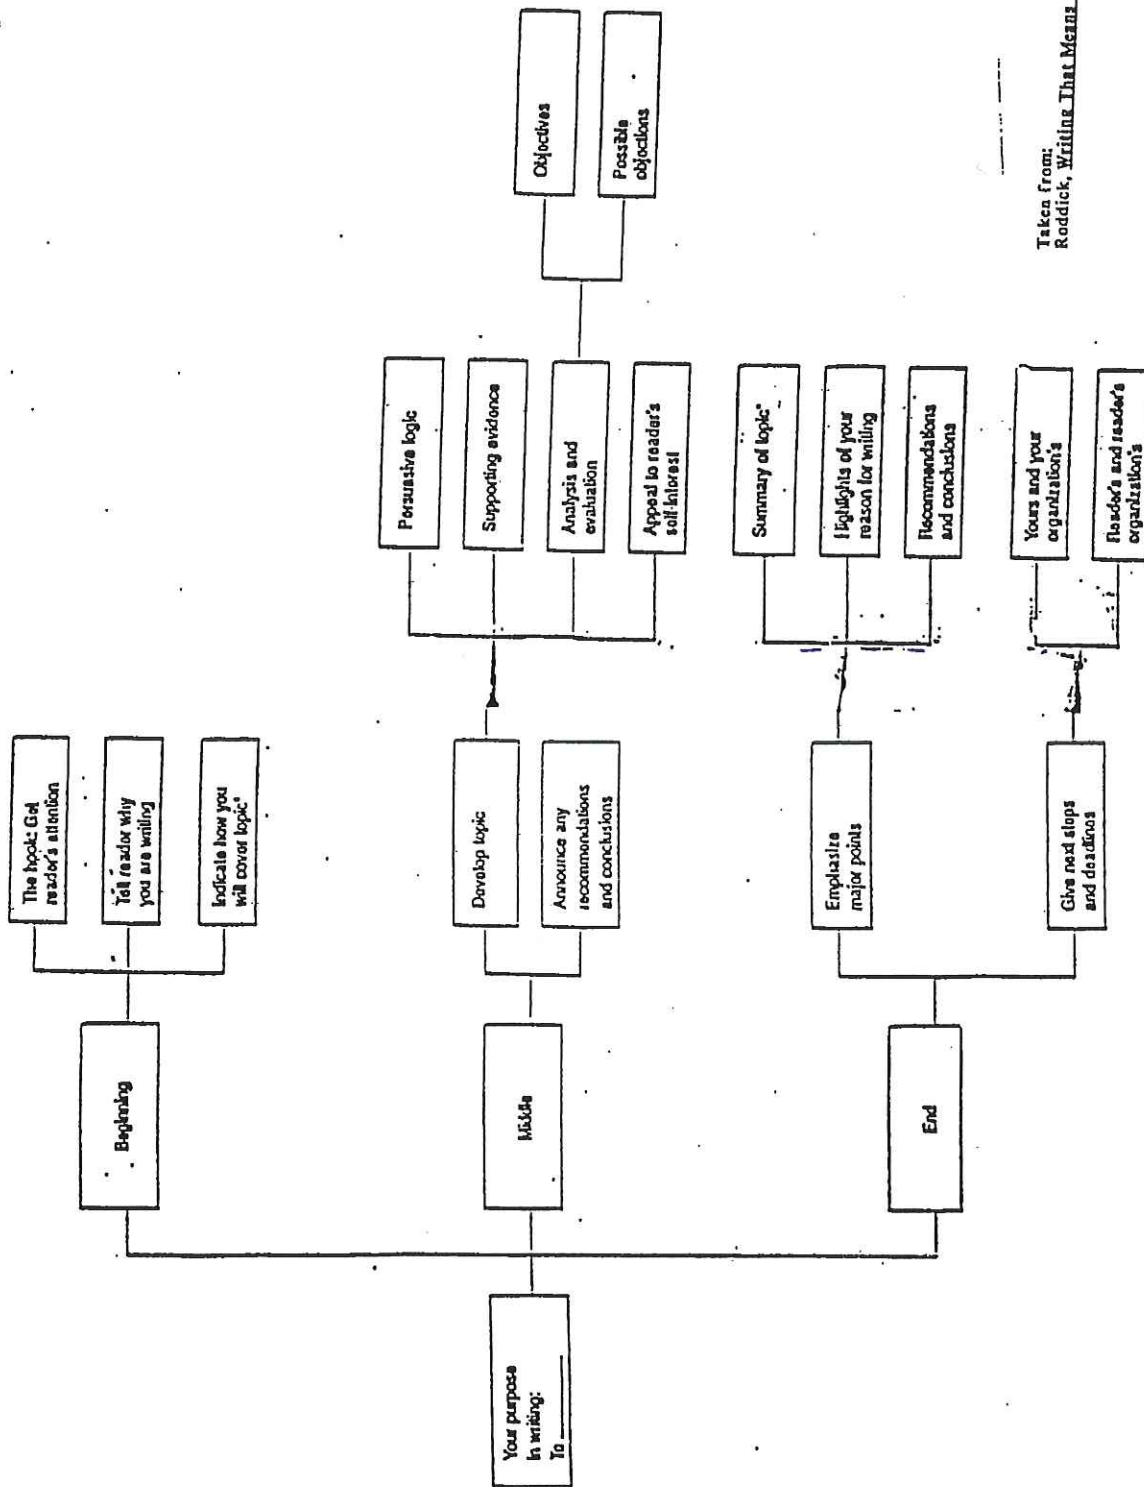 Your purpose
in writing:
To
Beginning
The hook: Get
reader's attention
Tell reader why
you are writing
Indicate how you
will cover topic*
Middle
Develop topic
Persuasive logic
Supporting evidence
Analysis and
evaluation
Objectives
Possible
objections
Appeal to reader's
self-interest
Announce any
recommendations
and conclusions
End
Emphasize
major points
Summary of topic*
Highlights of your
reason for writing
Recommendations
and conclusions
Give next steps
and deadlines
Yours and your
organization's
Reader's and reader's
organization's
Taken from:
Roddick, Writing That Means